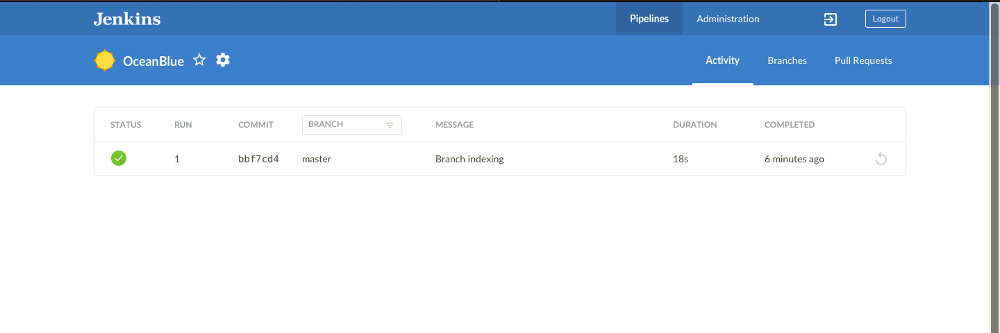 Jenkins Pipelines Administration Logout
OceanBlue Activity Branches Pull Requests
STATUS RUN COMMIT BRANCH MESSAGE DURATION COMPLETED
1 bbf7cd4 master Branch indexing 18s 6 minutes ago